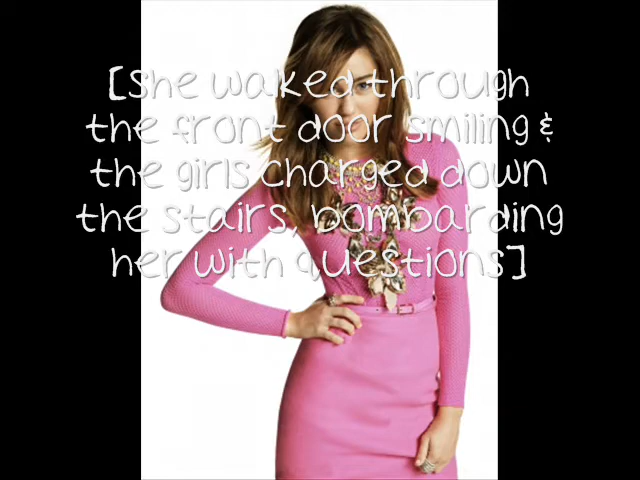 [She walked through
the front door smiling &
the girls charged down
the stairs, bombarding
her with questions]